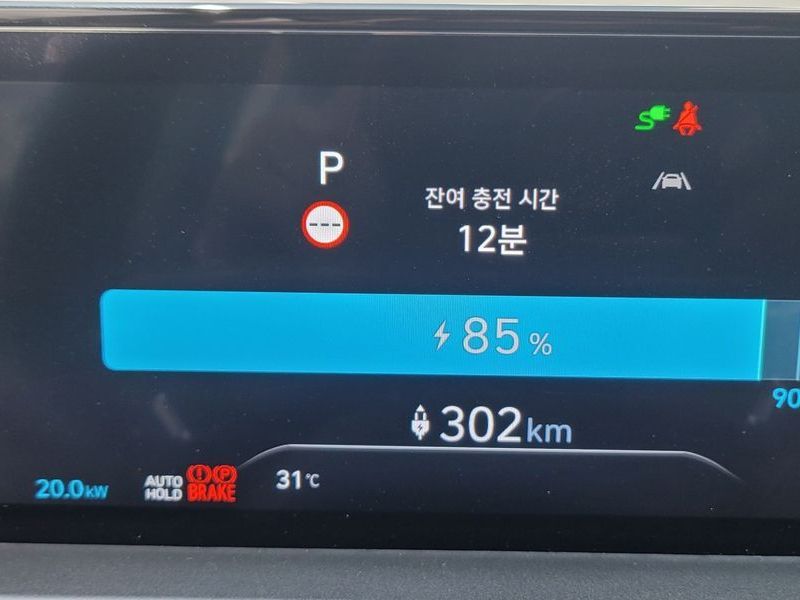 P
잔여 충전 시간
12분
85%
90
302km
20.0kW
AUTO HOLD
(!) (P) BRAKE
31℃